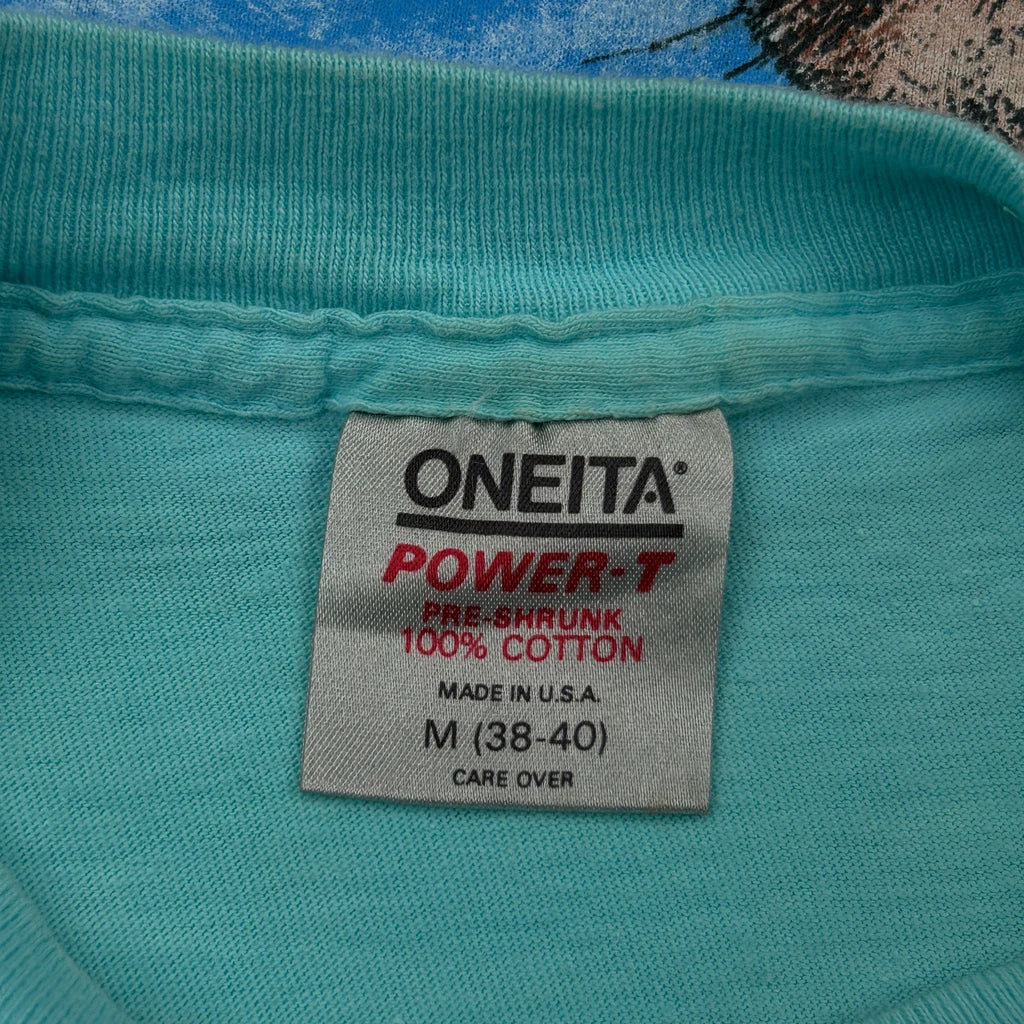 ONEITA®
POWER-T
PRE-SHRUNK
100% COTTON
MADE IN U.S.A.
M (38-40)
CARE OVER